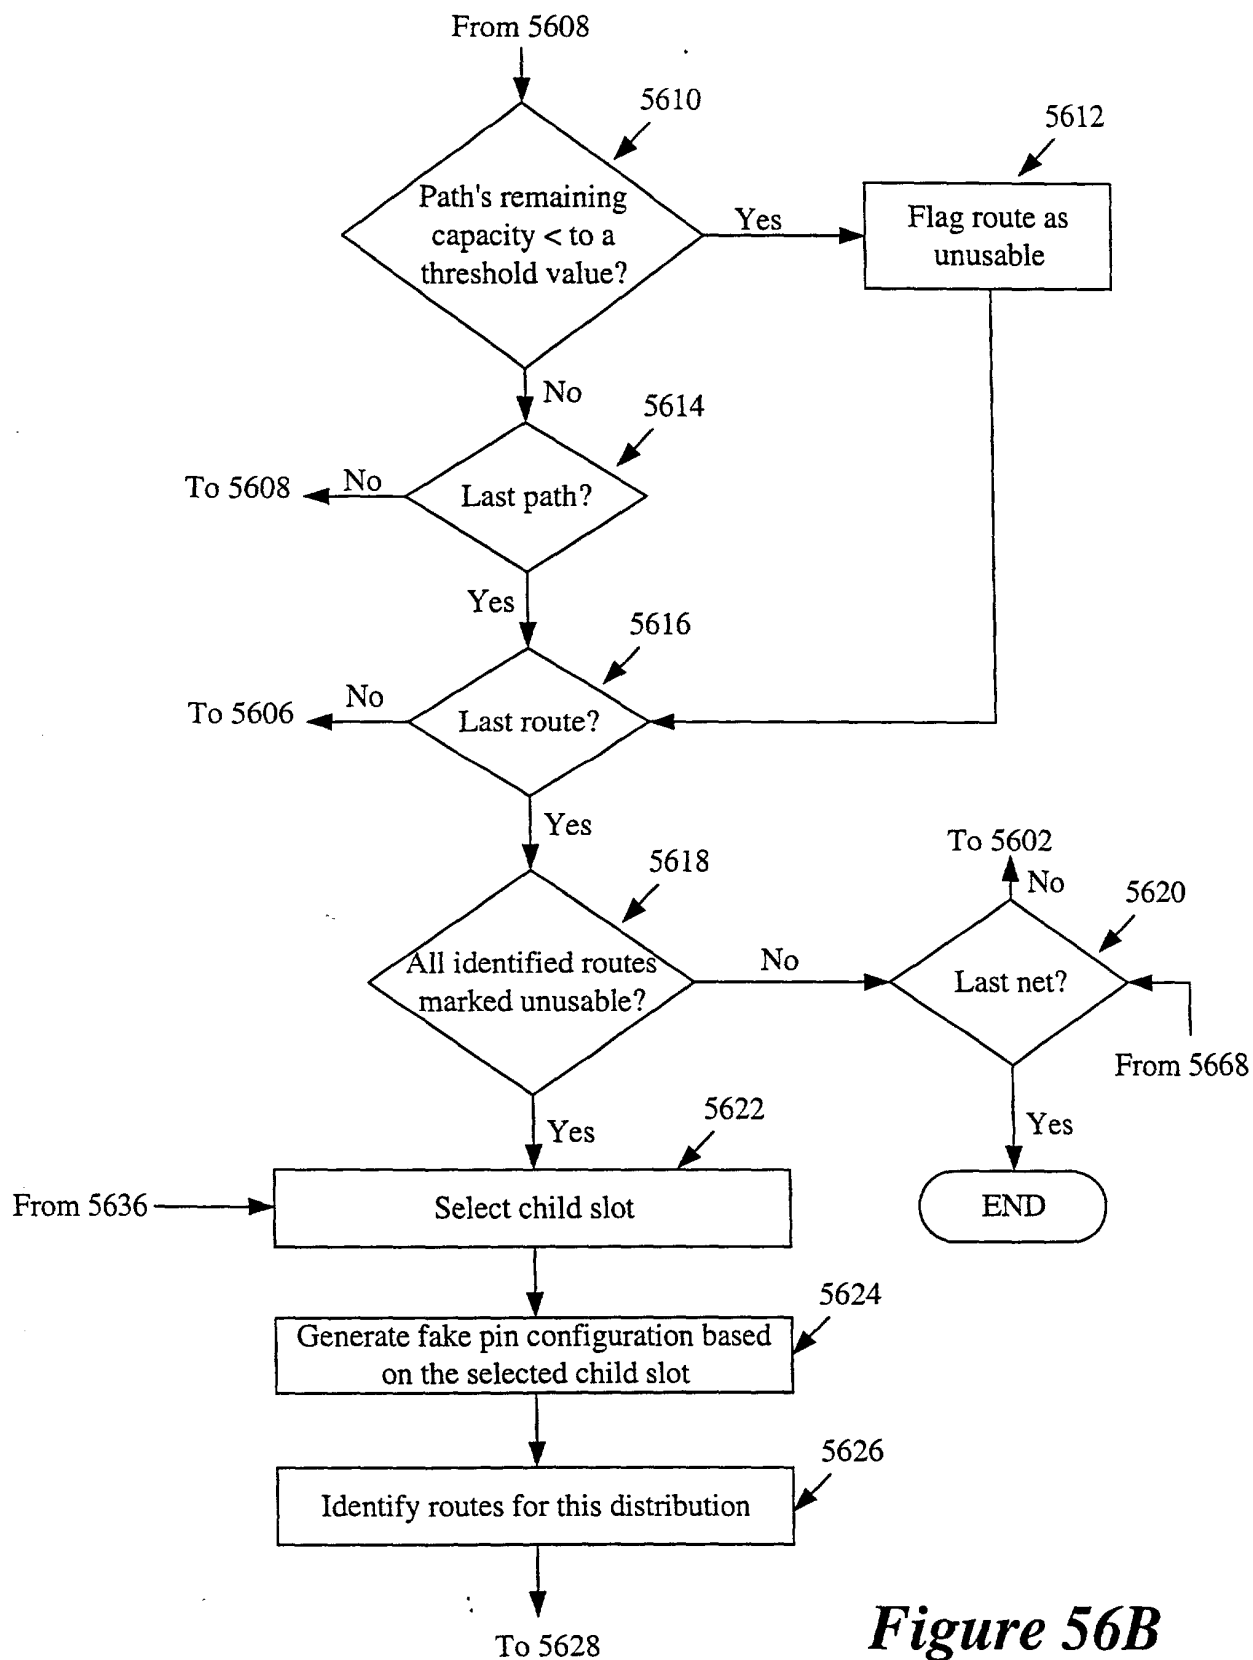 From 5608
5610
5612
Path's remaining
capacity < to a
threshold value?
Yes
Flag route as
unusable
No
5614
To 5608
No
Last path?
Yes
5616
To 5606
No
Last route?
Yes
5618
To 5602
No
5620
All identified routes
marked unusable?
No
Last net?
From 5668
Yes
5622
Yes
From 5636
Select child slot
END
5624
Generate fake pin configuration based
on the selected child slot
5626
Identify routes for this distribution
To 5628
Figure 56B